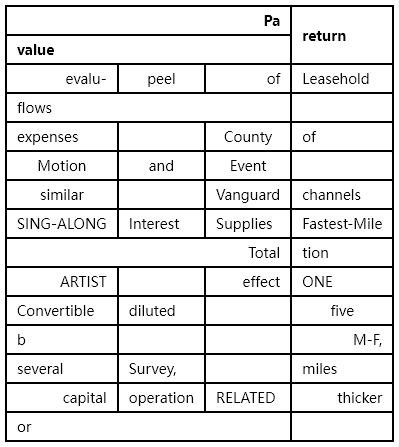 Pa return
value
evalu- peel of Leasehold
flows
expenses County of
Motion and Event
similar Vanguard channels
SING-ALONG Interest Supplies Fastest-Mile
Total tion
ARTIST effect ONE
Convertible diluted five
b M-F,
several Survey, miles
capital operation RELATED thicker
or